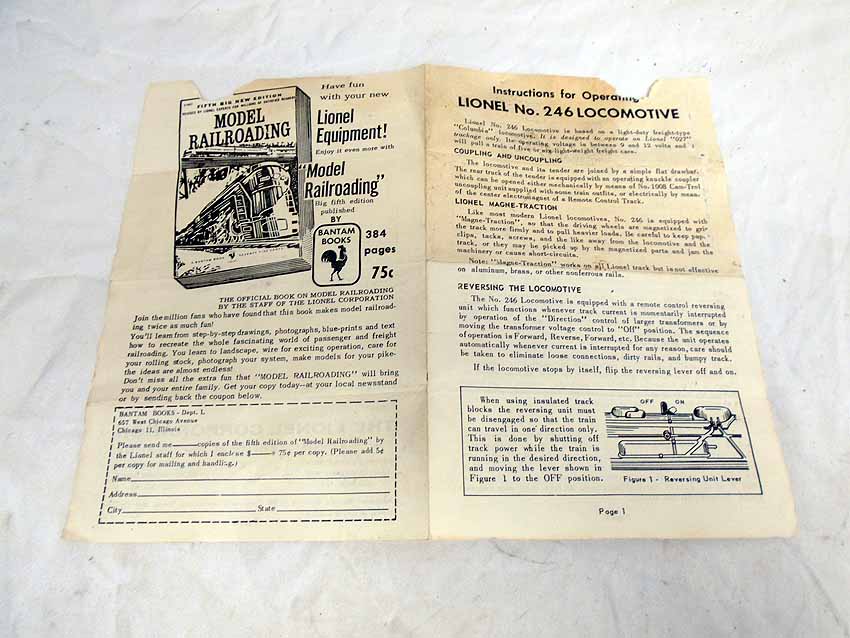 FIFTH BIG NEW EDITION
MODEL
RAILROADING
Have fun
with your new
Lionel
Equipment!
Enjoy it even more with
"Model
Railroading"
Big fifth edition
published
BY
BANTAM
BOOKS
384
pages
75¢
THE OFFICIAL BOOK ON MODEL RAILROADING
BY THE STAFF OF THE LIONEL CORPORATION
Join the million fans who have found that this book makes model railroad-
ing twice as much fun!
You'll learn from step-by-step drawings, photographs, blue-prints and text
how to recreate the whole fascinating world of passenger and freight
railroading. You learn to landscape, wire for exciting operation, care for
your rolling stock, photograph your system, make models for your pike-
the ideas are almost endless!
Don't miss all the extra fun that "MODEL RAILROADING" will bring
you and your entire family. Get your copy today--at your local newsstand
or by sending back the coupon below.
BANTAM BOOKS - Dept. L
657 West Chicago Avenue
Chicago 11, Illinois
Please send me copies of the fifth edition of "Model Railroading" by
the Lionel staff for which I enclose $ 75¢ per copy. (Please add 5¢
per copy for mailing and handling.)
Name
Address
City State
Instructions for Operating
LIONEL No. 246 LOCOMOTIVE
Lionel No. 246 Locomotive is based on a light-duty freight-type
"Columbia" locomotive. It is designed to operate on Lionel "027"
trackage only. Its operating voltage is between 9 and 12 volts and
will pull a train of five or six light-weight freight cars.
COUPLING AND UNCOUPLING
The locomotive and its tender are joined by a simple flat drawbar.
The rear truck of the tender is equipped with an operating knuckle coupler
which can be opened either mechanically by means of No. 1008 Cam-Trol
uncoupling unit supplied with some train outfits, or electrically by means
of the center electromagnet of a Remote Control Track.
LIONEL MAGNE-TRACTION
Like most modern Lionel locomotives, No. 246 is equipped with
"Magne-Traction", so that the driving wheels are magnetized to grip
the track more firmly and to pull heavier loads. Be careful to keep pap
clips, tacks, screws, and the like away from the locomotive and the
track, or they may be picked up by the magnetized parts and jam the
machinery or cause short-circuits.
Note: "Magne-Traction" works on all Lionel track but is not effective
on aluminum, brass, or other nonferrous rails.
REVERSING THE LOCOMOTIVE
The No. 246 Locomotive is equipped with a remote control reversing
unit which functions whenever track current is momentarily interrupted
by operation of the "Direction" control of larger transformers or by
moving the transformer voltage control to "Off" position. The sequence
of operation is Forward, Reverse, Forward, etc. Because the unit operates
automatically whenever current is interrupted for any reason, care should
be taken to eliminate loose connections, dirty rails, and bumpy track.
If the locomotive stops by itself, flip the reversing lever off and on.
When using insulated track
blocks the reversing unit must
be disengaged so that the train
can travel in one direction only.
This is done by shutting off
track power while the train is
running in the desired direction,
and moving the lever shown in
Figure 1 to the OFF position.
OFF ON
Figure 1 - Reversing Unit Lever
Page 1